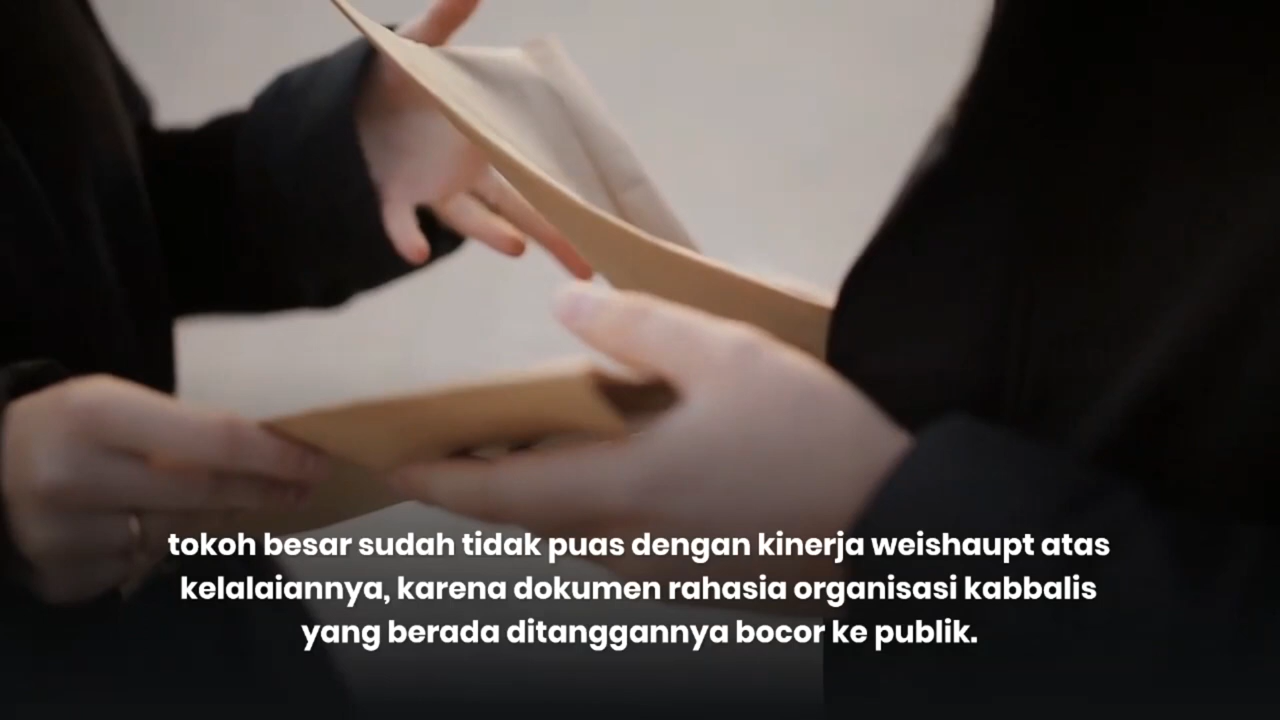 tokoh besar sudah tidak puas dengan kinerja weishaupt atas
kelalaiannya, karena dokumen rahasia organisasi kabbalis
yang berada ditanggannya bocor ke publik.